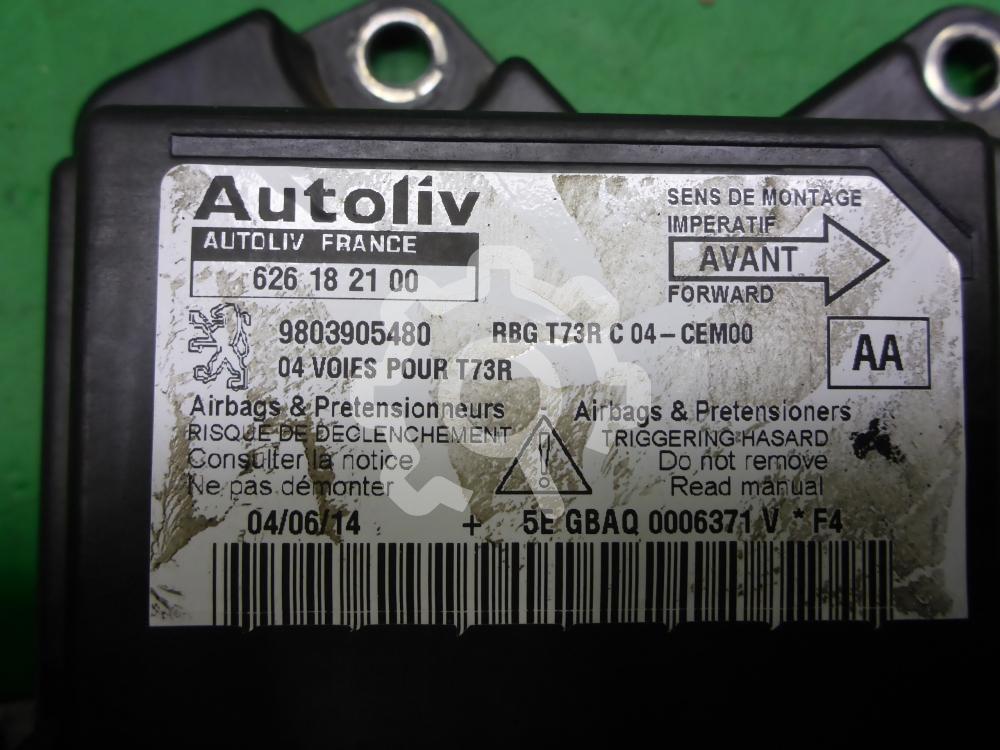 Autoliv
AUTOLIV FRANCE
626 18 21 00
SENS DE MONTAGE
IMPERATIF
AVANT
FORWARD
9803905480 RBG T73R C 04-CEM00
04 VOIES POUR T73R
AA
Airbags & Pretensionneurs
RISQUE DE DECLENCHEMENT
Consulter la notice
Ne pas démonter
Airbags & Pretensioners
TRIGGERING HASARD
Do not remove
Read manual
04/06/14 + 5E GBAQ 0006371 V * F4